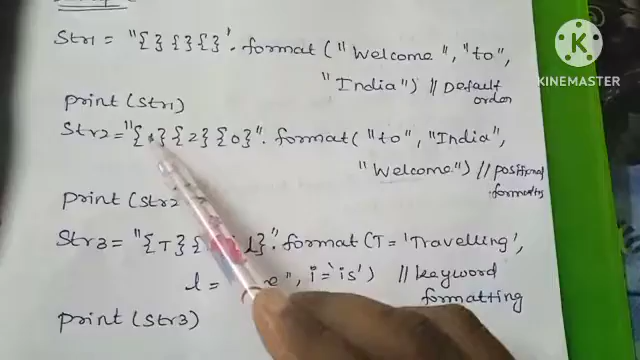 Str1 = "{}{}{}".format("Welcome", "to",
"India") // Default
order
print(Str1)
Str2="{1}{2}{0}".format("to", "India",
"Welcome") // positional
formatting
print(Str2
Str3 = "{T}{ l}".format(T='Travelling',
l = e", i='is') // keyword
formatting
print(Str3)
KINEMASTER